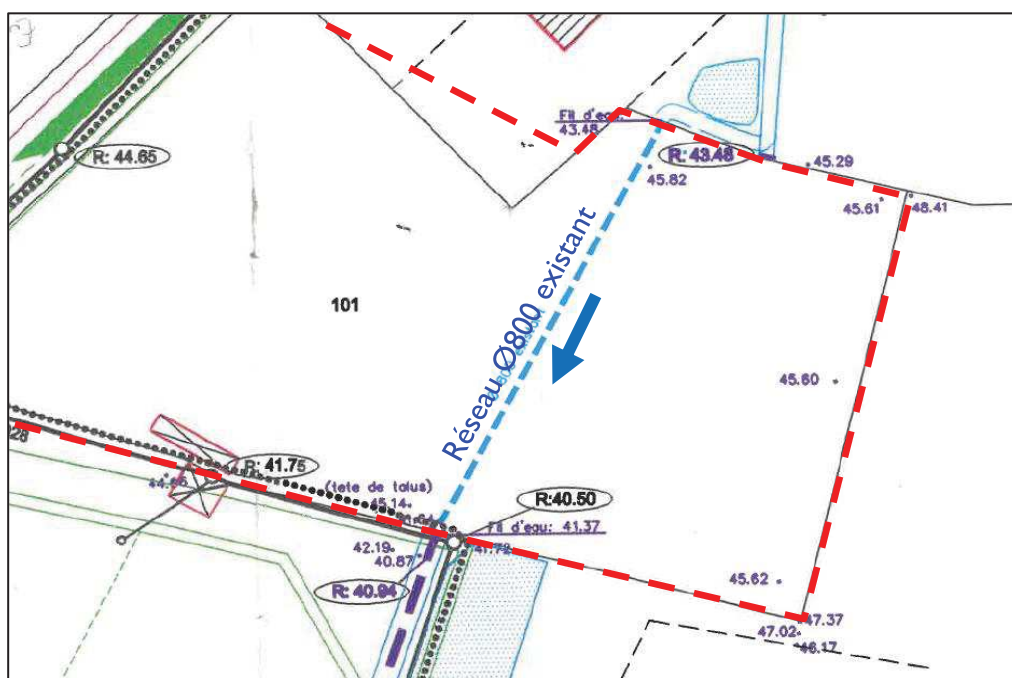 Fil d'eau:
43.48
R: 44.65
R: 43.48
45.29
45.82
45.61
48.41
Réseau Ø800 existant
101
45.60
R: 41.75
(tete de talus)
45.14
R:40.50
Fil d'eau: 41.37
42.19
40.87
R: 40.94
45.62
47.37
47.02
46.17